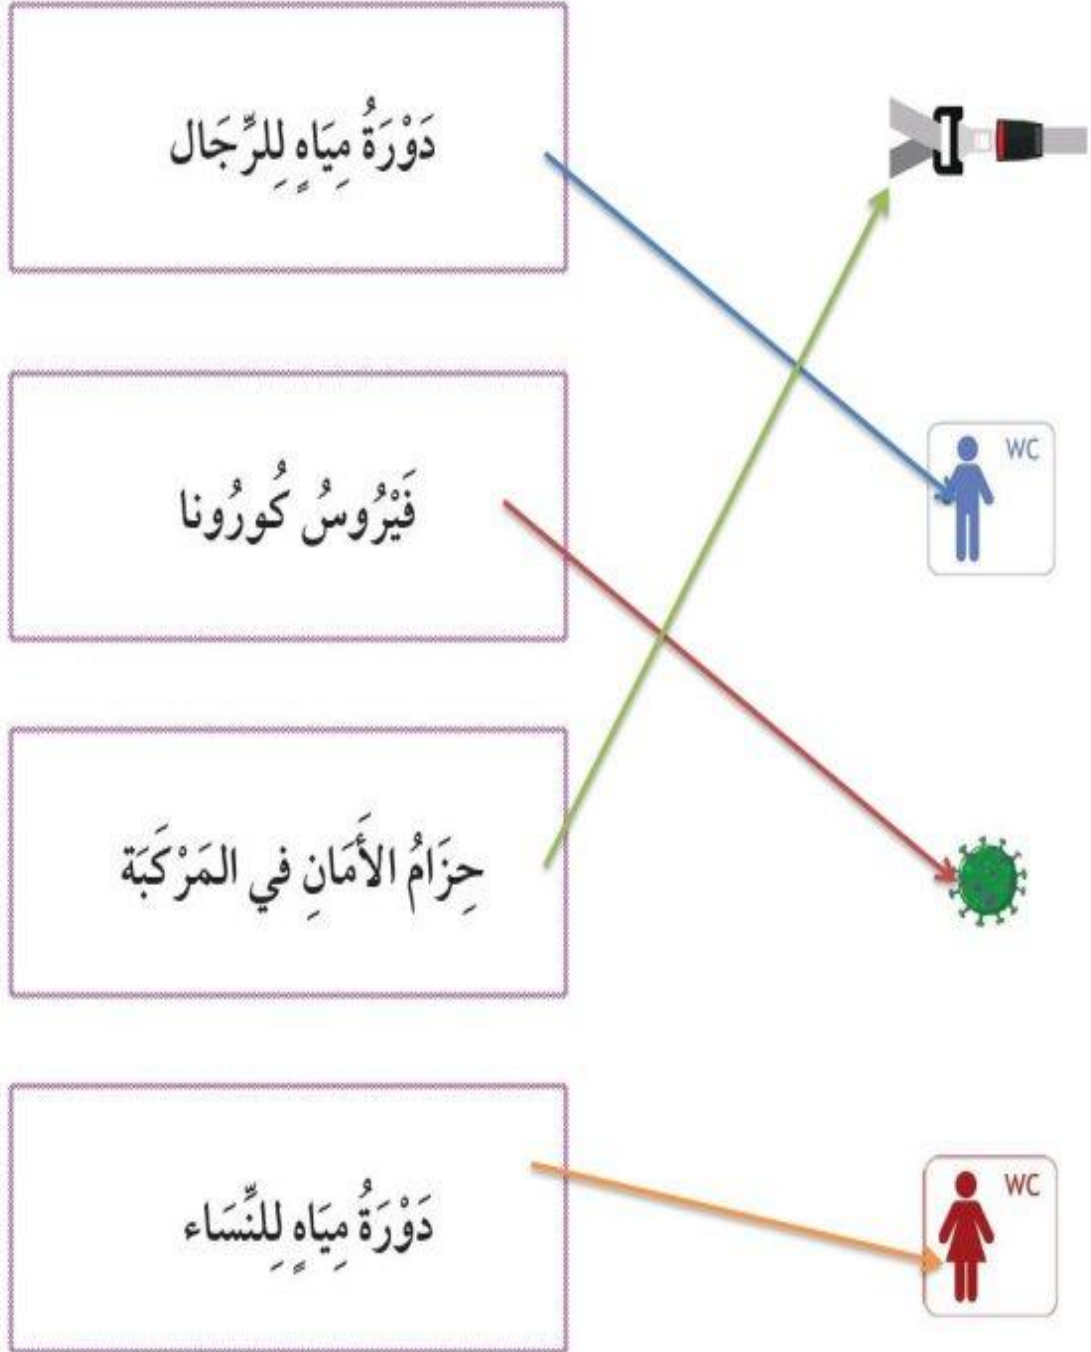 دَوْرَةُ مِيَاهٍ لِلرِّجَال
WC
فَيْرُوسُ كُورُونا
حِزَامُ الأَمَانِ في المَرْكَبَة
دَوْرَةُ مِيَاهٍ لِلنِّسَاء
WC